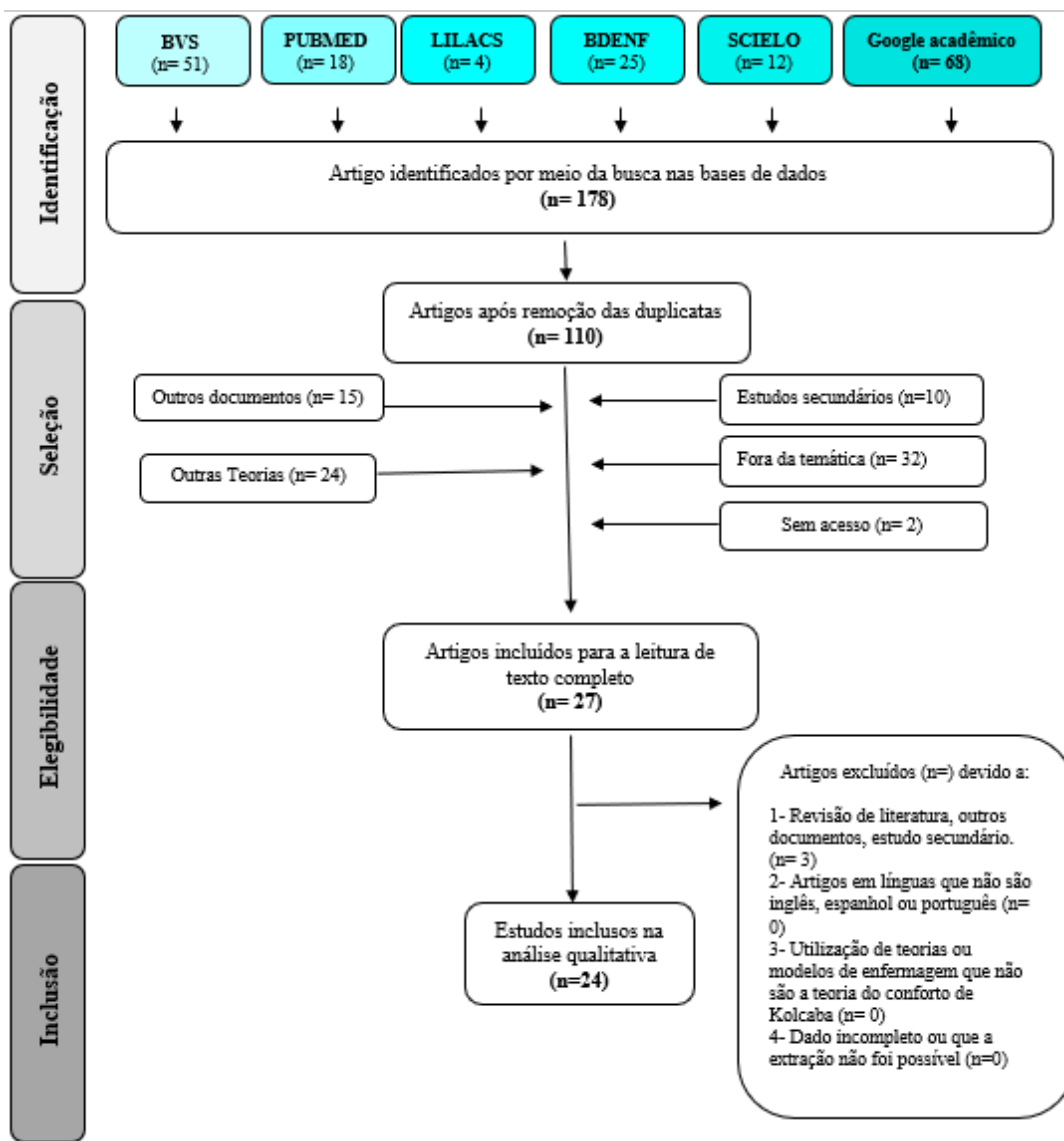 Identificação
BVS
(n= 51)
PUBMED
(n= 18)
LILACS
(n= 4)
BDENF
(n= 25)
SCIELO
(n= 12)
Google acadêmico
(n= 68)
Artigo identificados por meio da busca nas bases de dados
(n= 178)
Seleção
Artigos após remoção das duplicatas
(n= 110)
Outros documentos (n= 15)
Estudos secundários (n=10)
Outras Teorias (n= 24)
Fora da temática (n= 32)
Sem acesso (n= 2)
Elegibilidade
Artigos incluídos para a leitura de
texto completo
(n= 27)
Artigos excluídos (n=) devido a:
1- Revisão de literatura, outros
documentos, estudo secundário.
(n= 3)
2- Artigos em línguas que não são
inglês, espanhol ou português (n=
0)
3- Utilização de teorias ou
modelos de enfermagem que não
são a teoria do conforto de
Kolcaba (n= 0)
4- Dado incompleto ou que a
extração não foi possível (n=0)
Inclusão
Estudos inclusos na
análise qualitativa
(n=24)